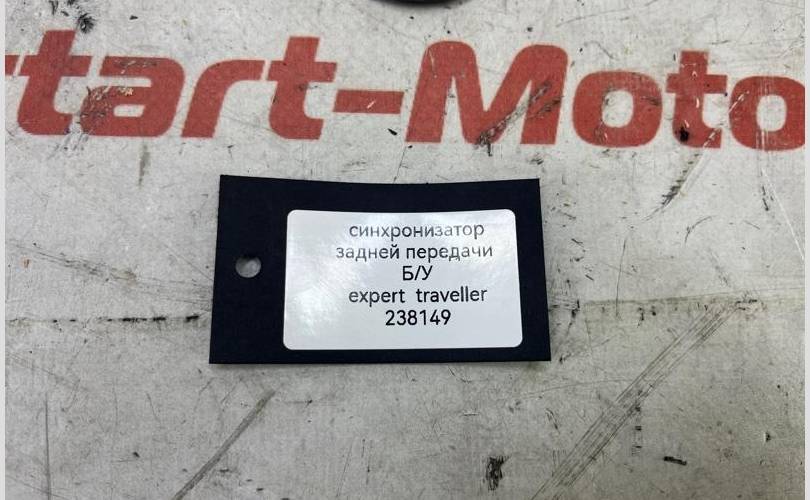 tart-Moto
синхронизатор
задней передачи
Б/У
expert traveller
238149